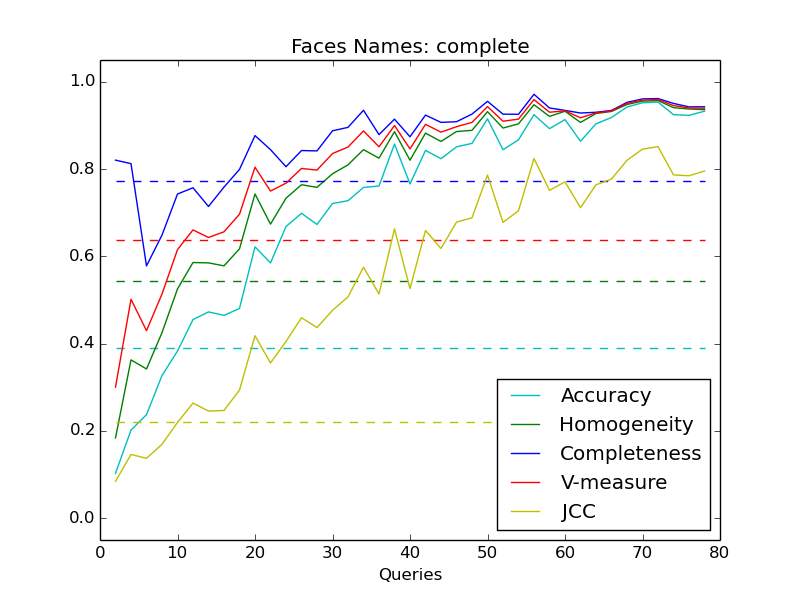 Faces Names: complete
1.0
0.8
0.6
0.4
0.2
0.0
0 10 20 30 40 50 60 70 80
Queries
Accuracy
Homogeneity
Completeness
V-measure
JCC